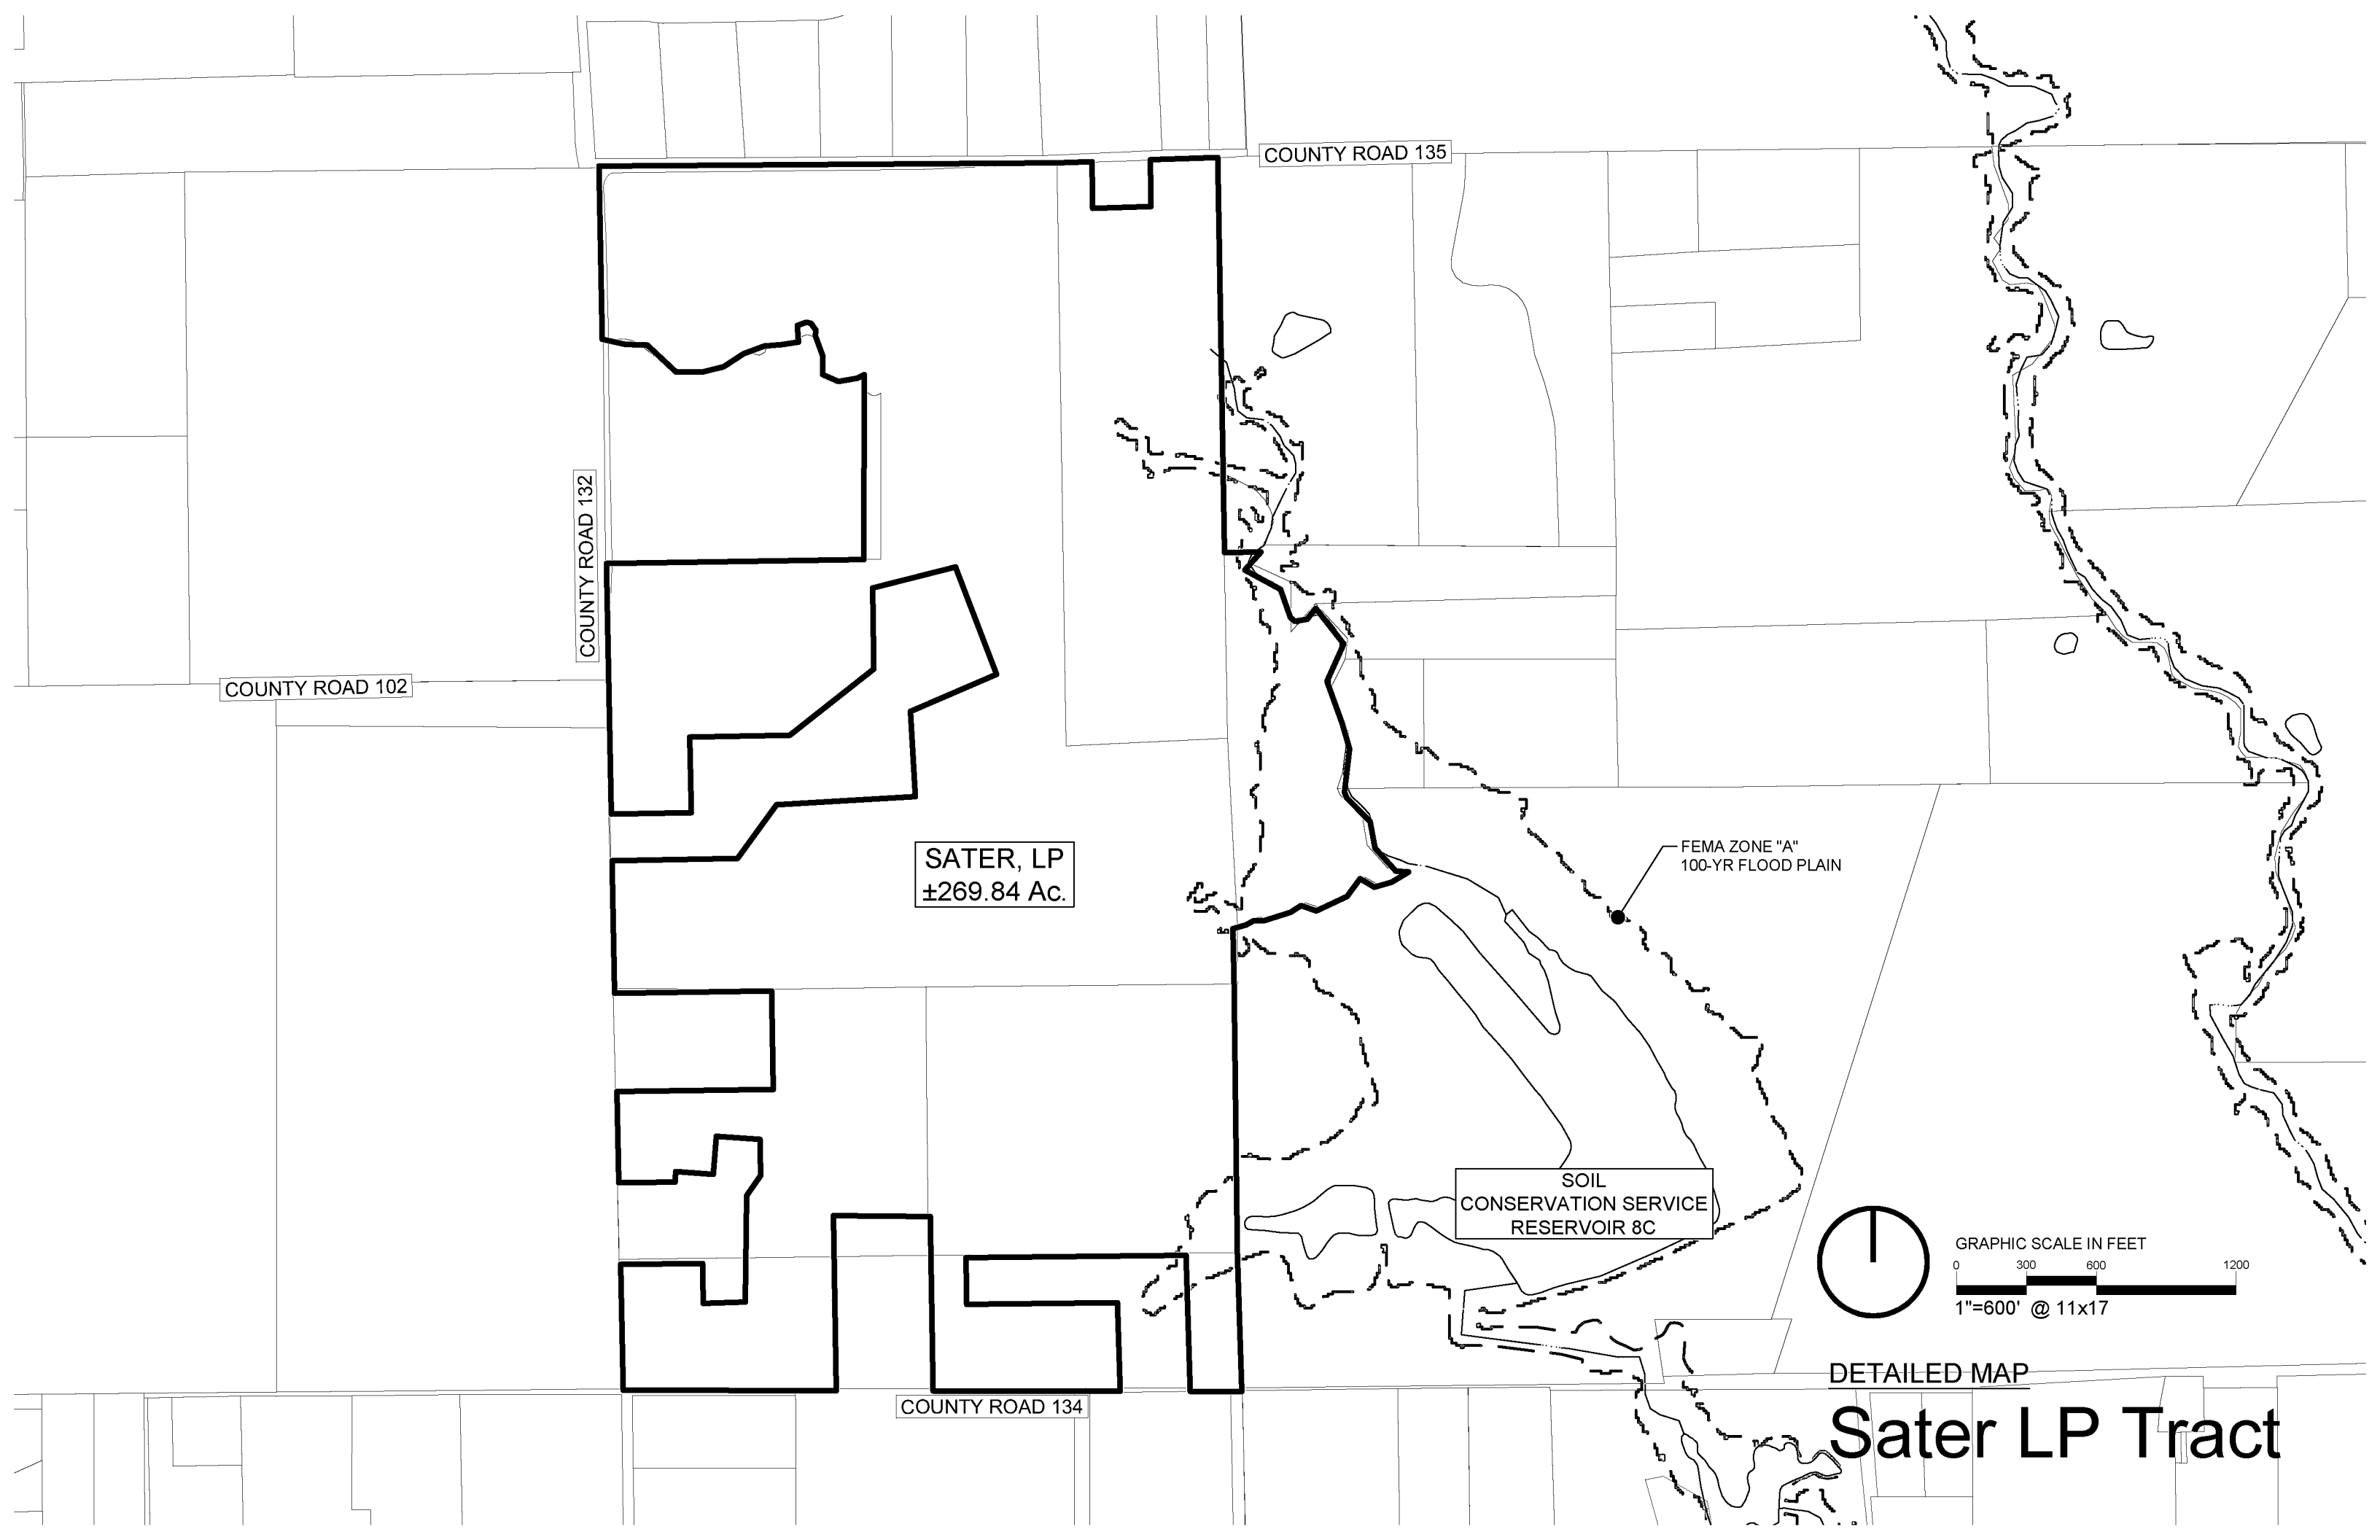 COUNTY ROAD 135
COUNTY ROAD 132
COUNTY ROAD 102
SATER, LP
±269.84 Ac.
FEMA ZONE "A"
100-YR FLOOD PLAIN
SOIL
CONSERVATION SERVICE
RESERVOIR 8C
GRAPHIC SCALE IN FEET
0 300 600 1200
1"=600' @ 11x17
DETAILED MAP
COUNTY ROAD 134
Sater LP Tract